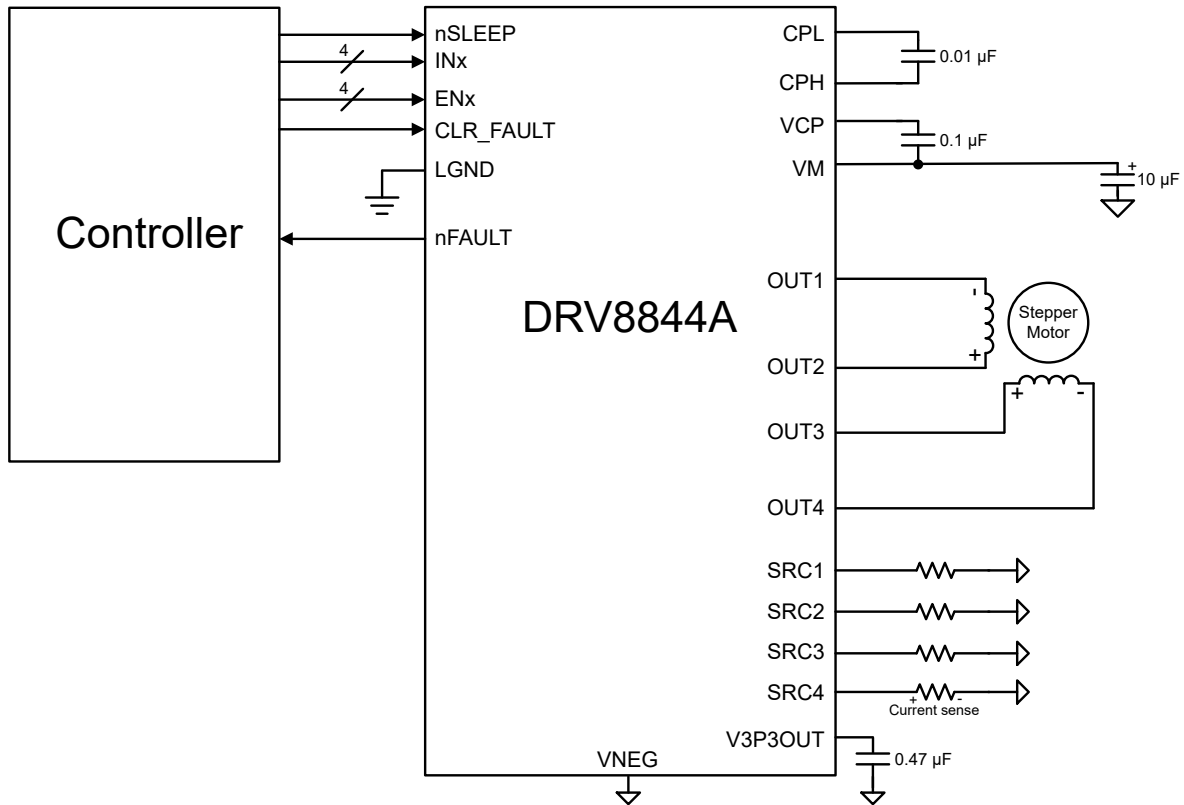 Controller
nSLEEP
4
INx
4
ENx
CLR_FAULT
LGND
nFAULT
DRV8844A
CPL
0.01 µF
CPH
VCP
0.1 µF
VM
+
10 µF
OUT1
-
Stepper
Motor
+
OUT2
+ -
OUT3
OUT4
SRC1
SRC2
SRC3
SRC4
+ -
Current sense
V3P3OUT
0.47 µF
VNEG